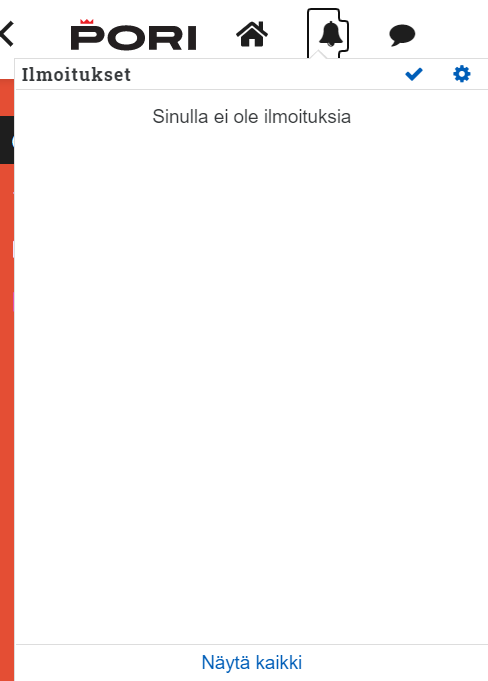 PORI
Ilmoitukset
Sinulla ei ole ilmoituksia
Näytä kaikki